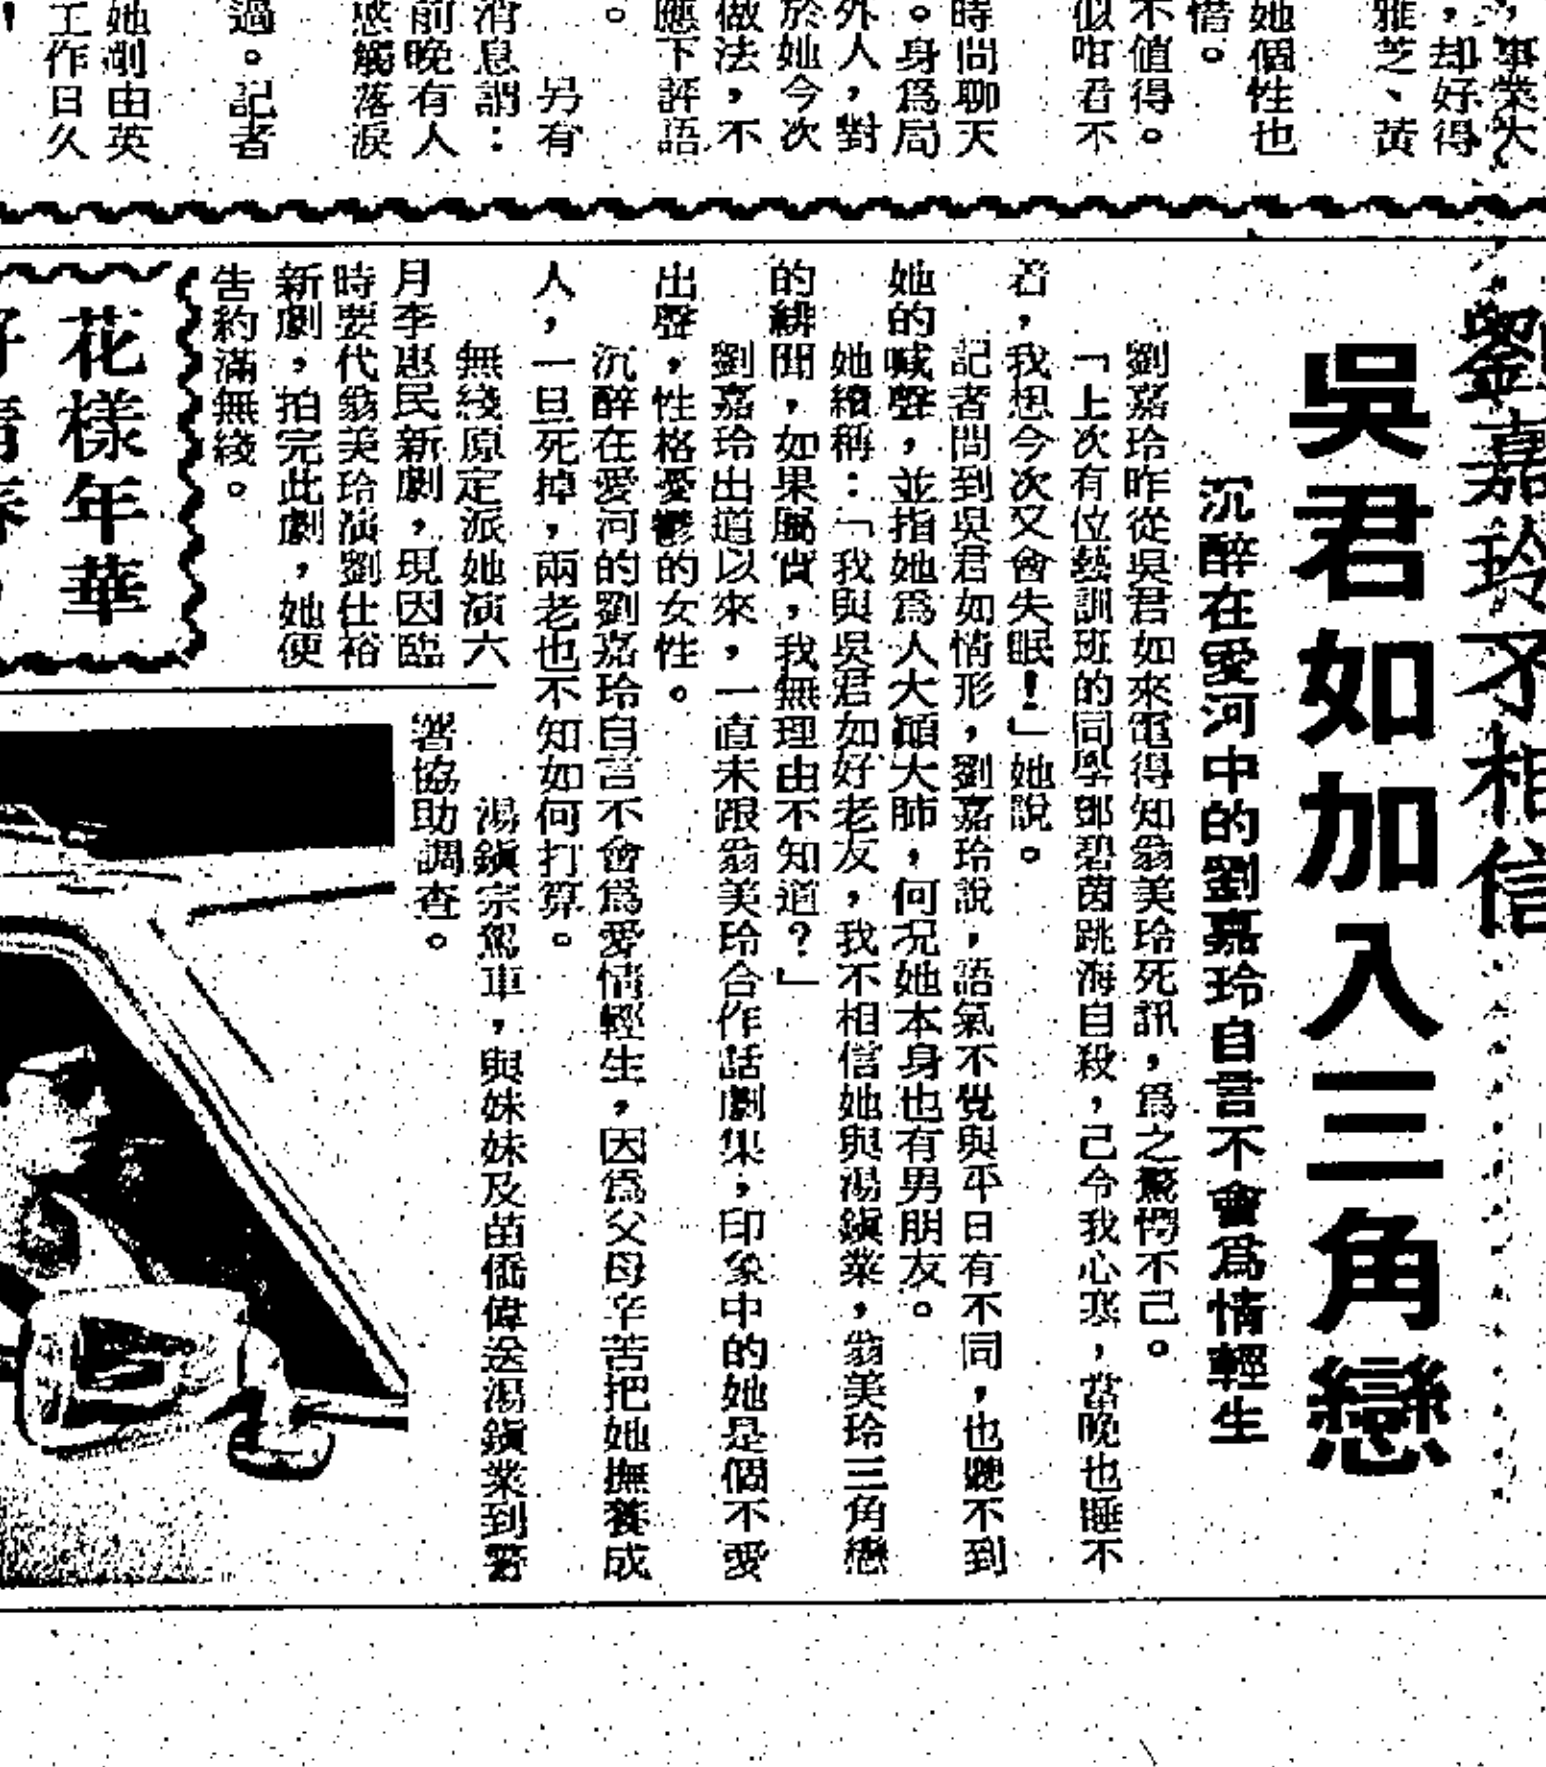 ，事業大
，却好得
雅芝、黃
她個性也
惜。
不值得。
似咁看不
時間聊天
。身爲局
外人，對
於她今次
做法，不
應下評語
。
另有
消息謂：
前晚有人
感觸落淚
過。記者
她剛由英
工作日久
劉嘉玲不相信
吳君如加入三角戀
沉醉在愛河中的劉嘉玲自言不會爲情輕生
劉嘉玲昨從吳君如來電得知翁美玲死訊，爲之驚愕不已。
「上次有位藝訓班的同學鄧碧茵跳海自殺，己令我心寒，當晚也睡不
着，我想今次又會失眠！」她說。
記者問到吳君如情形，劉嘉玲說，語氣不覺與平日有不同，也聽不到
她的喊聲，並指她爲人大顚大肺，何况她本身也有男朋友。
她續稱：「我與吳君如好老友，我不相信她與湯鎭業，翁美玲三角戀
的緋聞，如果屬實，我無理由不知道？」
劉嘉玲出道以來，一直未跟翁美玲合作話劇集，印象中的她是個不愛
出聲，性格憂鬱的女性。
沉醉在愛河的劉嘉玲自言不會爲愛情輕生，因爲父母辛苦把她撫養成
人，一旦死掉，兩老也不知如何打算。
無綫原定派她演六
月李惠民新劇，現因臨
時要代翁美玲演劉仕裕
新劇，拍完此劇，她便
告約滿無綫。
湯鎭宗駕車，與妹妹及苗僑偉送湯鎭業到警
署協助調查。
花樣年華